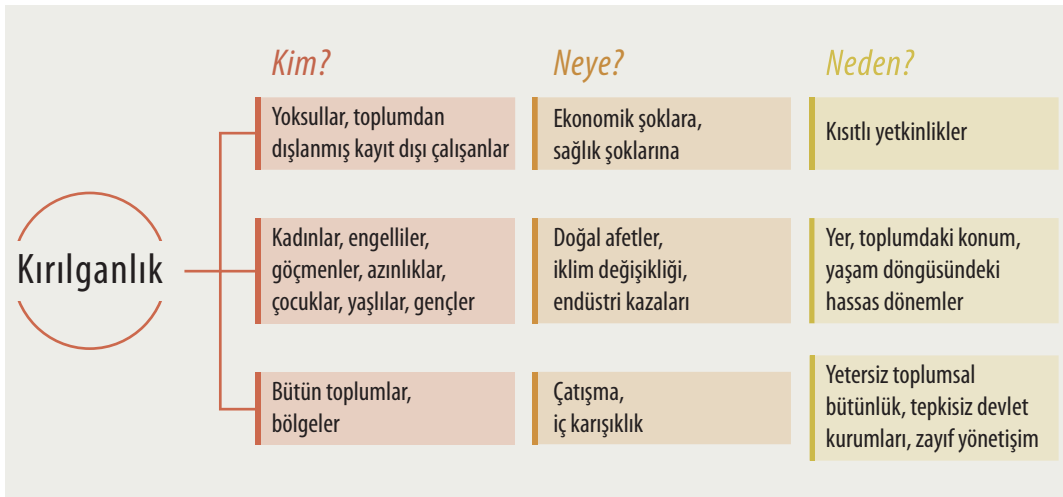 Kim?
Neye?
Neden?
Kırılganlık
Yoksullar, toplumdan
dışlanmış kayıt dışı çalışanlar
Ekonomik şoklara,
sağlık şoklarına
Kısıtlı yetkinlikler
Kadınlar, engelliler,
göçmenler, azınlıklar,
çocuklar, yaşlılar, gençler
Doğal afetler,
iklim değişikliği,
endüstri kazaları
Yer, toplumdaki konum,
yaşam döngüsündeki
hassas dönemler
Bütün toplumlar,
bölgeler
Çatışma,
iç karışıklık
Yetersiz toplumsal
bütünlük, tepkisiz devlet
kurumları, zayıf yönetişim